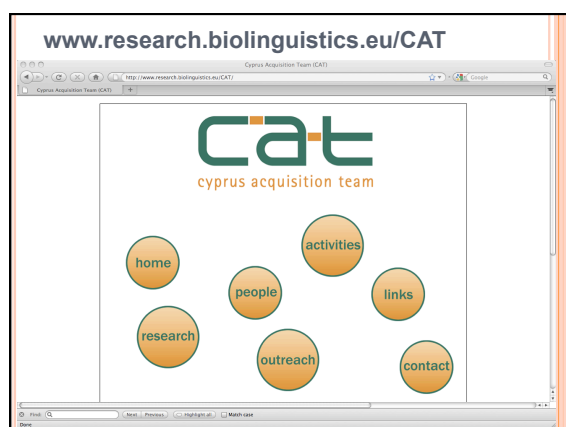 www.research.biolinguistics.eu/CAT
Cyprus Acquisition Team (CAT)
http://www.research.biolinguistics.eu/CAT/
Google
Cyprus Acquisition Team (CAT)
cat
cyprus acquisition team
activities
home
people
links
research
outreach
contact
Find:
Next Previous Highlight all Match case
Done